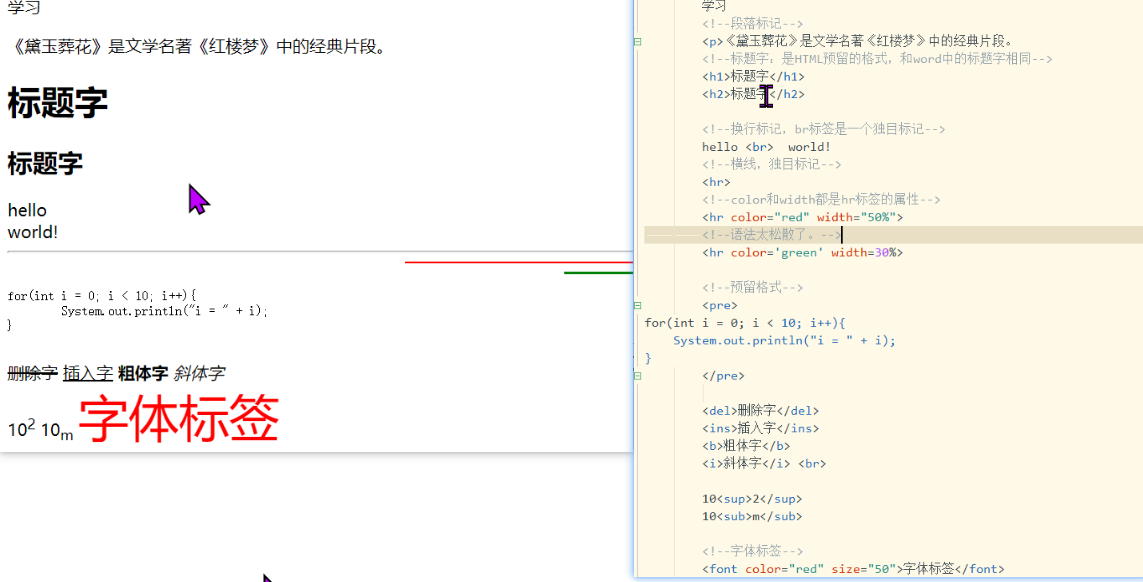 学习
《黛玉葬花》是文学名著《红楼梦》中的经典片段。
标题字
标题字
hello
world!
for(int i = 0; i < 10; i++){
System.out.println("i = " + i);
}
删除字 插入字 粗体字 斜体字
10² 10ₘ 字体标签
学习
<!--段落标记-->
<p>《黛玉葬花》是文学名著《红楼梦》中的经典片段。
<!--标题字：是HTML预留的格式，和word中的标题字相同-->
<h1>标题字</h1>
<h2>标题字</h2>
<!--换行标记，br标签是一个独目标记-->
hello <br>  world!
<!--横线，独目标记-->
<hr>
<!--color和width都是hr标签的属性-->
<hr color="red" width="50%">
<!--语法太松散了。-->
<hr color='green' width=30%>
<!--预留格式-->
<pre>
for(int i = 0; i < 10; i++){
    System.out.println("i = " + i);
}
</pre>
<del>删除字</del>
<ins>插入字</ins>
<b>粗体字</b>
<i>斜体字</i> <br>
10<sup>2</sup>
10<sub>m</sub>
<!--字体标签-->
<font color="red" size="50">字体标签</font>